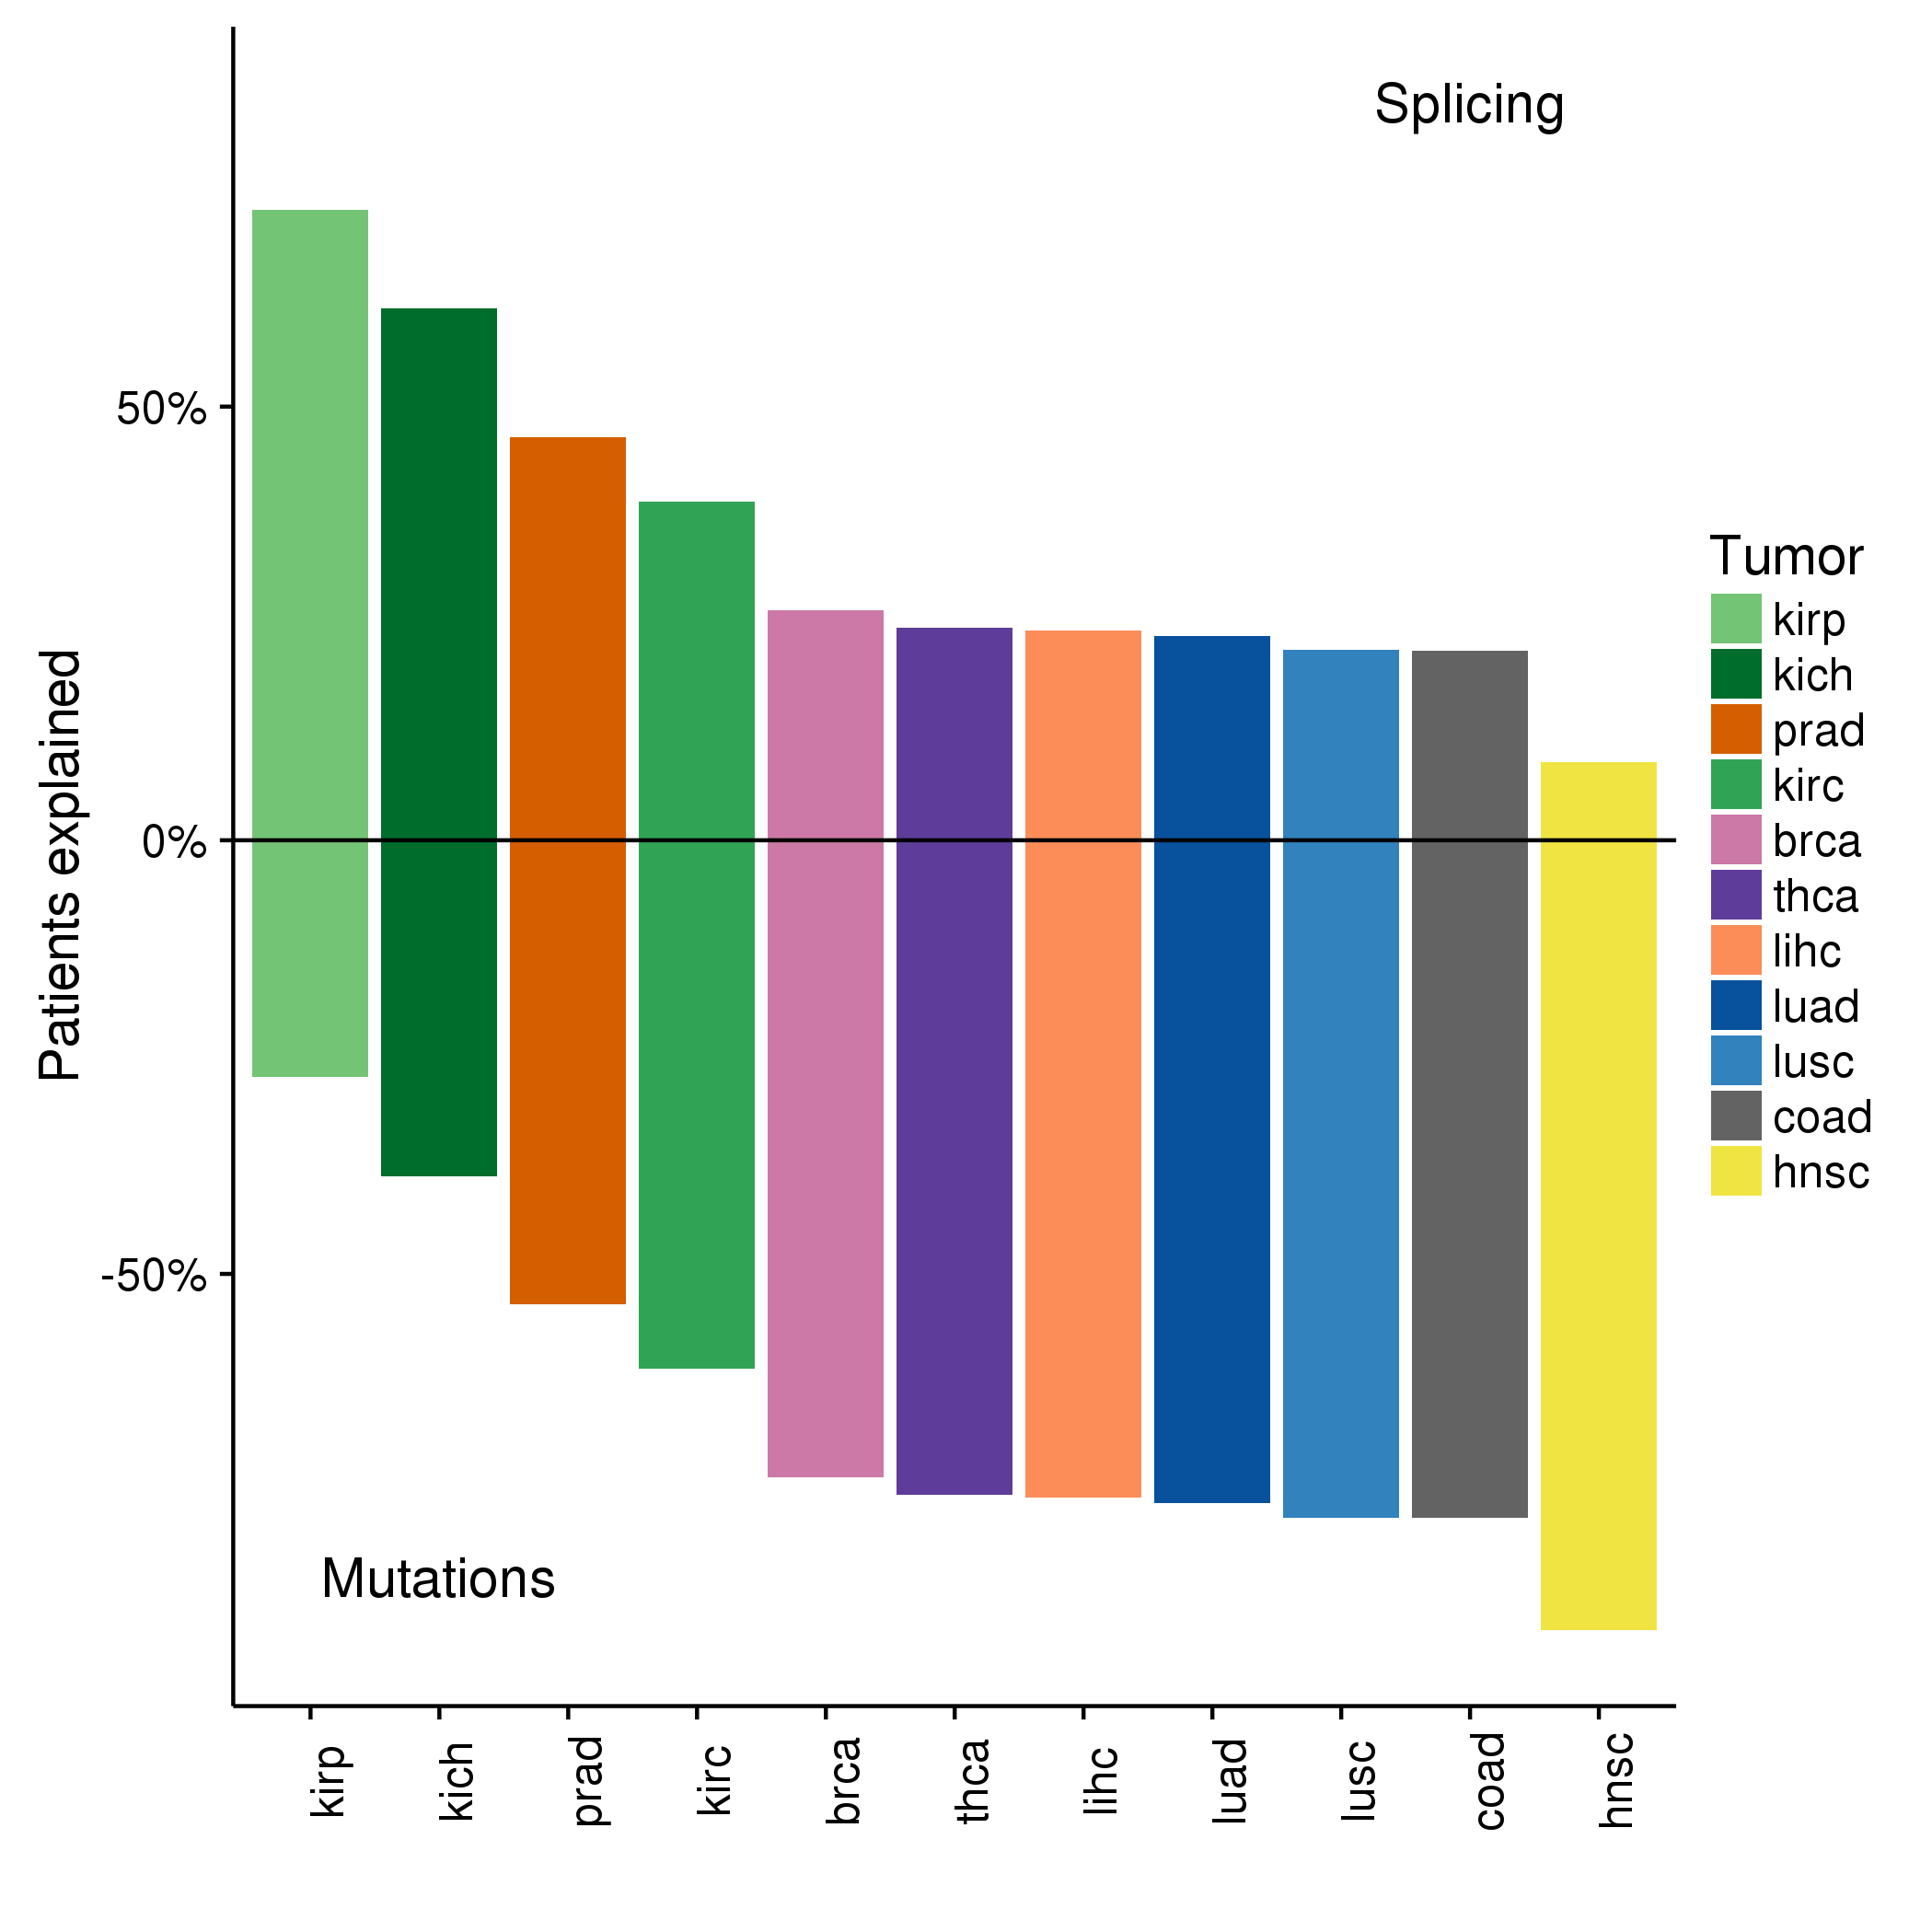 Splicing
50%
0%
-50%
Patients explained
Mutations
kirp
kich
prad
kirc
brca
thca
lihc
luad
lusc
coad
hnsc
Tumor
kirp
kich
prad
kirc
brca
thca
lihc
luad
lusc
coad
hnsc